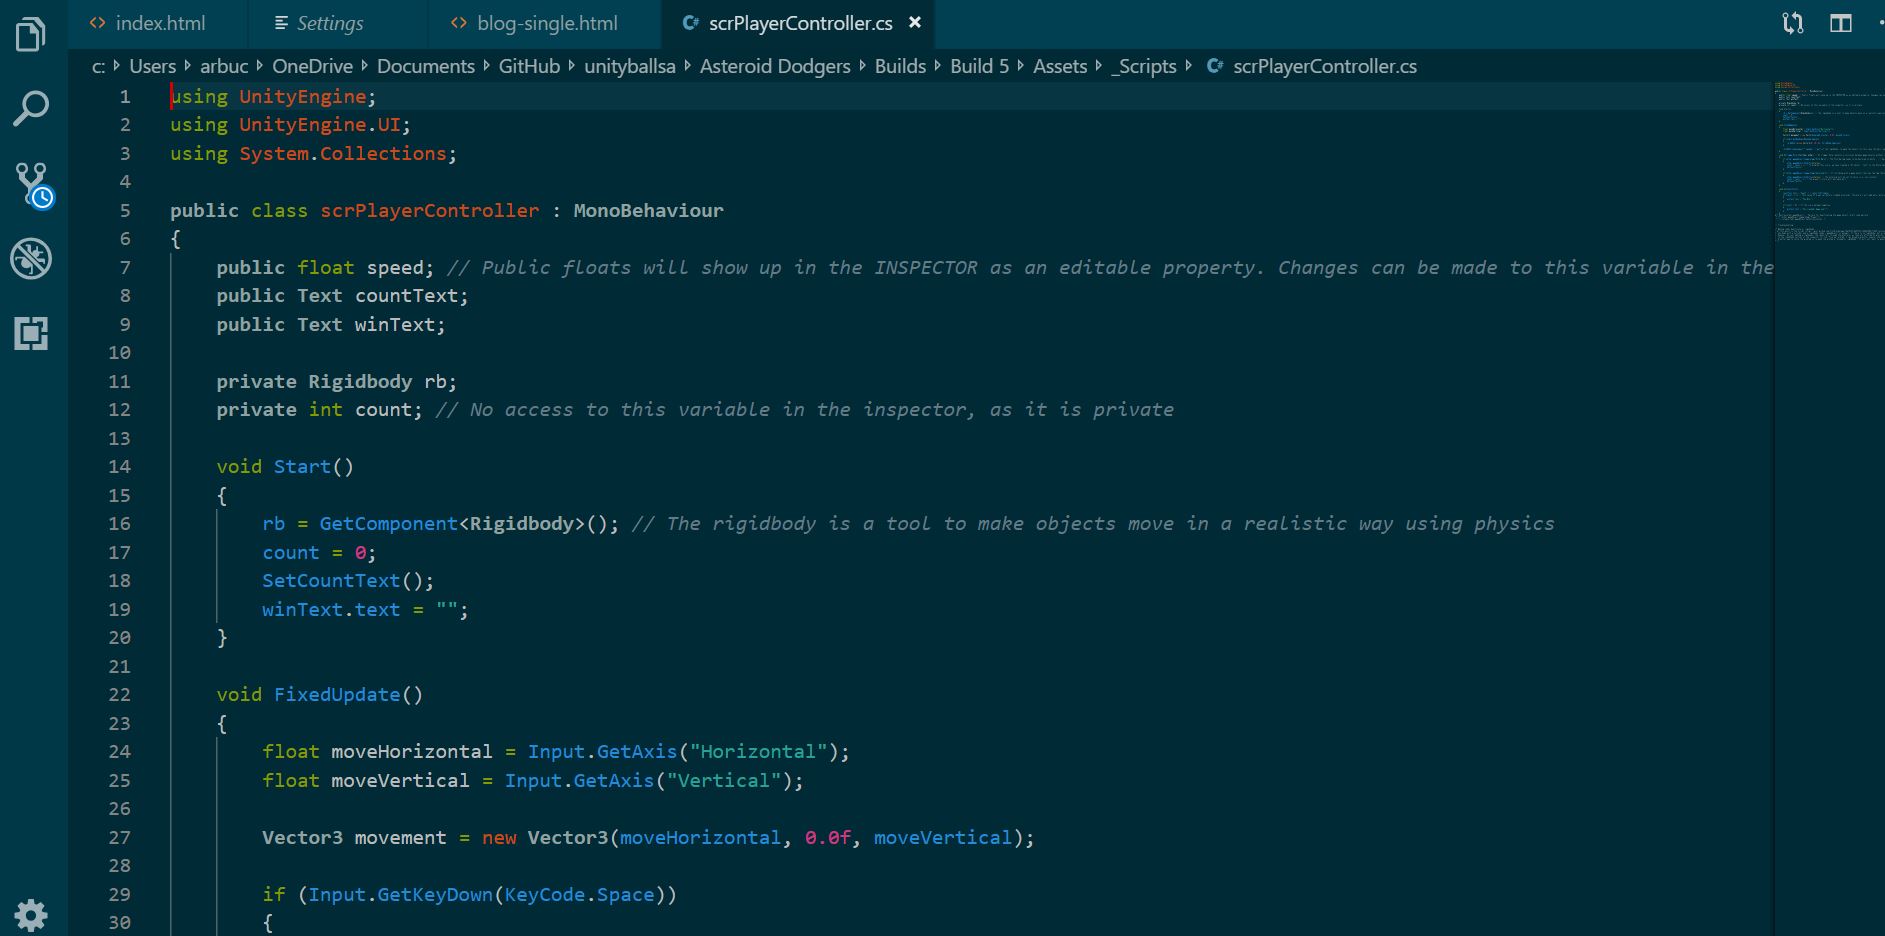 index.html Settings blog-single.html scrPlayerController.cs
c: Users arbuc OneDrive Documents GitHub unityballsa Asteroid Dodgers Builds Build 5 Assets _Scripts scrPlayerController.cs
1 using UnityEngine;
2 using UnityEngine.UI;
3 using System.Collections;
4
5 public class scrPlayerController : MonoBehaviour
6 {
7 public float speed; // Public floats will show up in the INSPECTOR as an editable property. Changes can be made to this variable in the
8 public Text countText;
9 public Text winText;
10
11 private Rigidbody rb;
12 private int count; // No access to this variable in the inspector, as it is private
13
14 void Start()
15 {
16 rb = GetComponent<Rigidbody>(); // The rigidbody is a tool to make objects move in a realistic way using physics
17 count = 0;
18 SetCountText();
19 winText.text = "";
20 }
21
22 void FixedUpdate()
23 {
24 float moveHorizontal = Input.GetAxis("Horizontal");
25 float moveVertical = Input.GetAxis("Vertical");
26
27 Vector3 movement = new Vector3(moveHorizontal, 0.0f, moveVertical);
28
29 if (Input.GetKeyDown(KeyCode.Space))
30 {